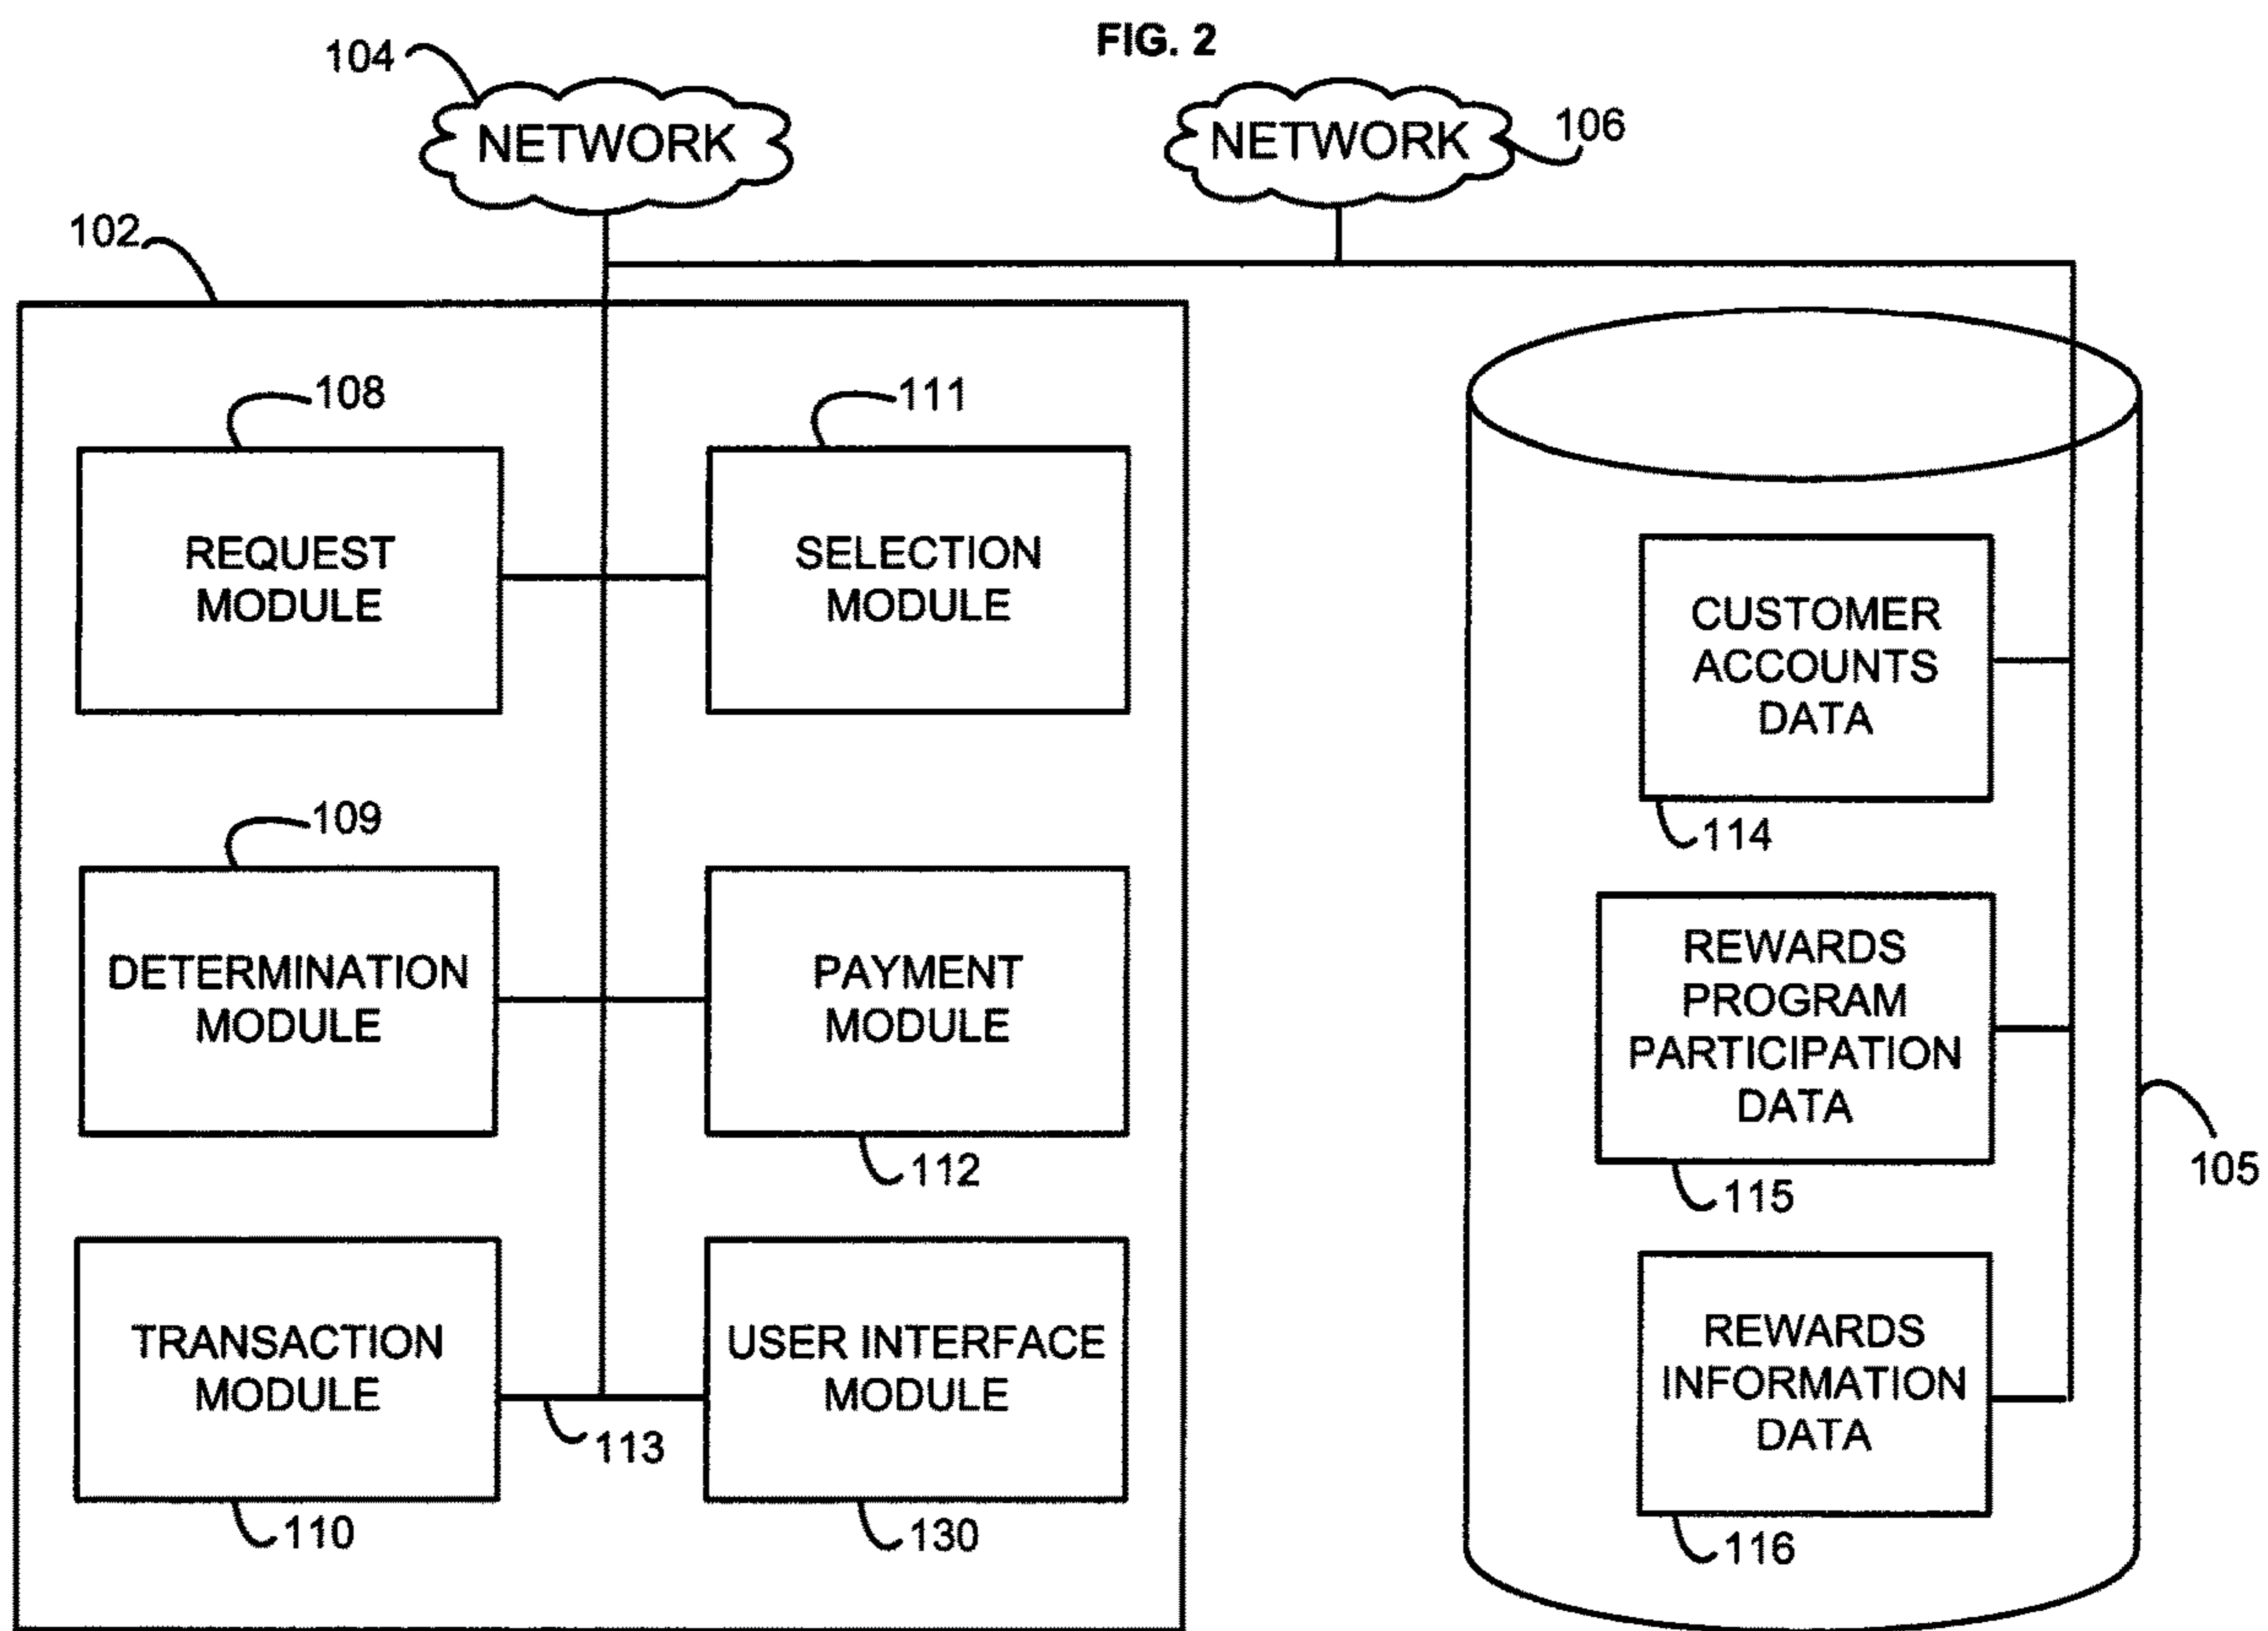 FIG. 2
104
NETWORK
NETWORK
106
102
108
REQUEST
MODULE
111
SELECTION
MODULE
CUSTOMER
ACCOUNTS
DATA
114
109
DETERMINATION
MODULE
PAYMENT
MODULE
112
REWARDS
PROGRAM
PARTICIPATION
DATA
115
105
TRANSACTION
MODULE
110
113
USER INTERFACE
MODULE
130
REWARDS
INFORMATION
DATA
116